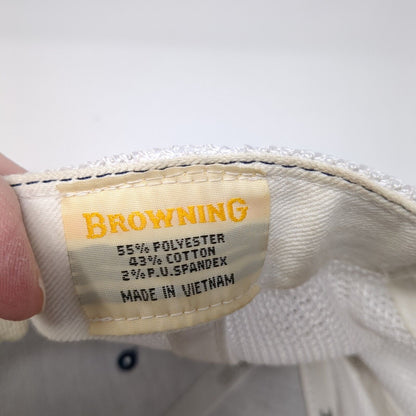 BROWNING
55% POLYESTER
43% COTTON
2% P.U.SPANDEX
MADE IN VIETNAM